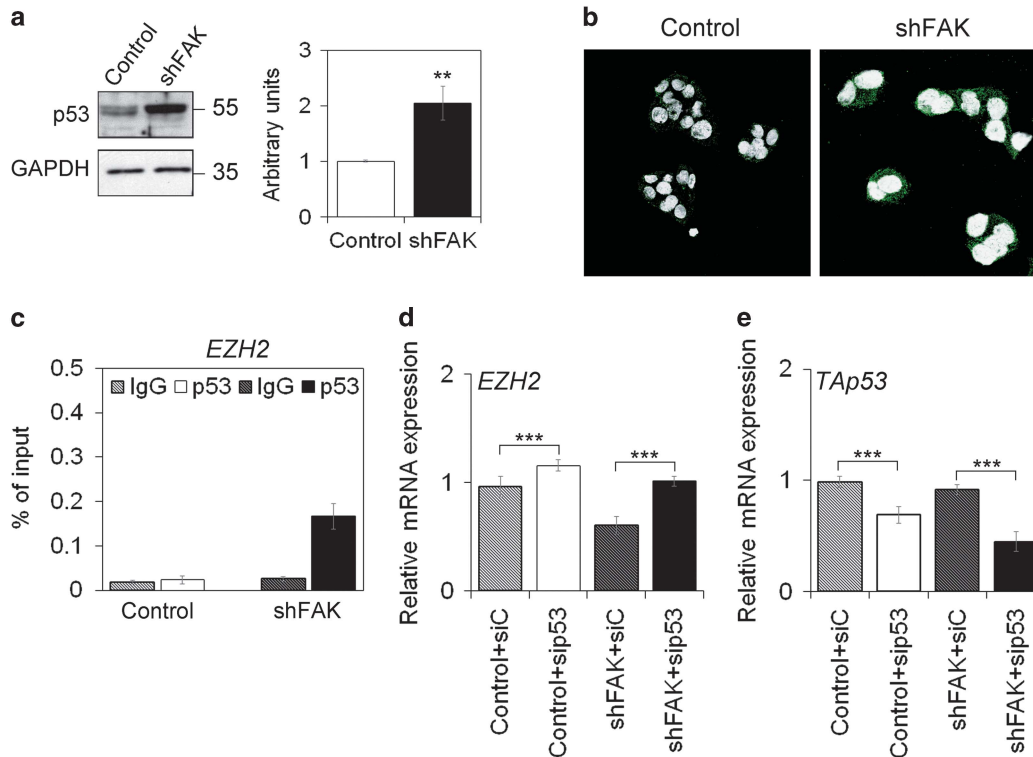 a
Control
shFAK
p53
55
GAPDH
35
Arbitrary units
3
2
1
0
**
Control shFAK
b
Control
shFAK
c
EZH2
% of input
0.5
0.4
0.3
0.2
0.1
0
IgG p53 IgG p53
Control
shFAK
d
EZH2
Relative mRNA expression
2
1
0
***
***
Control+siC
Control+sip53
shFAK+siC
shFAK+sip53
e
TAp53
Relative mRNA expression
2
1
0
***
***
Control+siC
Control+sip53
shFAK+siC
shFAK+sip53